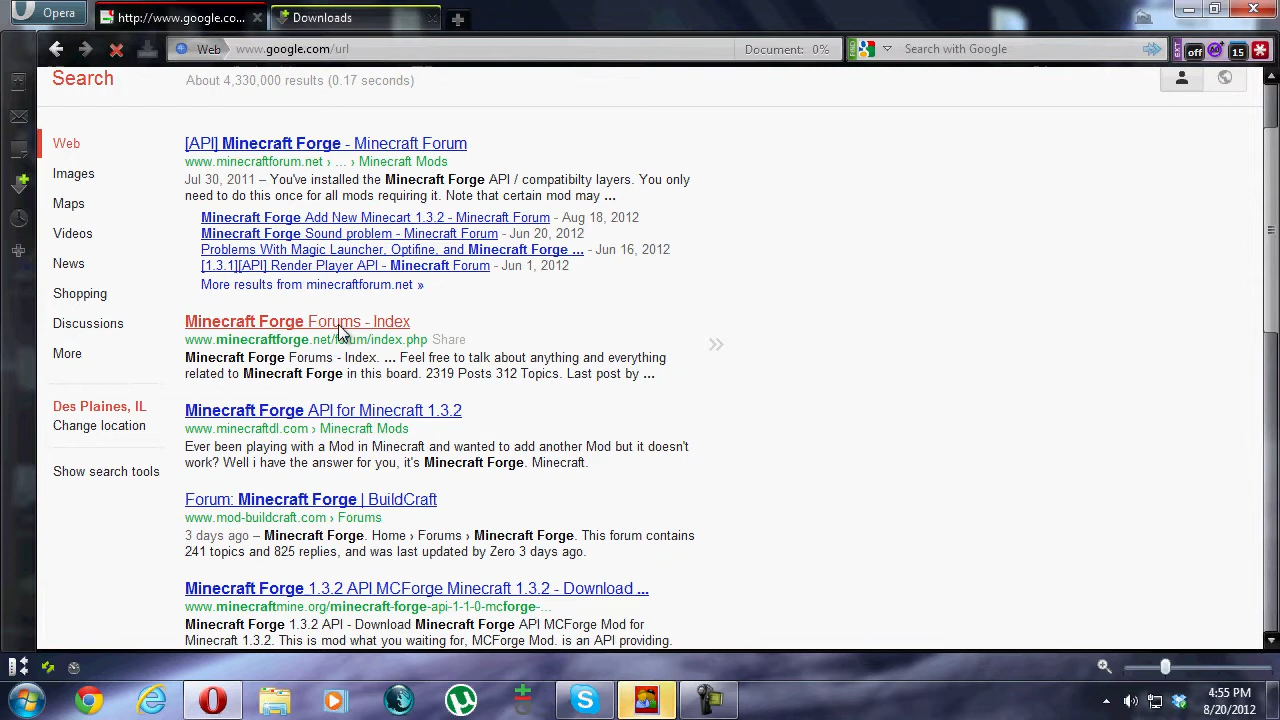 Opera
http://www.google.co...
Downloads
Web
www.google.com/url
Document: 0%
Search with Google
off
15
Search
About 4,330,000 results (0.17 seconds)
Web
Images
Maps
Videos
News
Shopping
Discussions
More
Des Plaines, IL
Change location
Show search tools
[API] Minecraft Forge - Minecraft Forum
www.minecraftforum.net › ... › Minecraft Mods
Jul 30, 2011 – You've installed the Minecraft Forge API / compatibilty layers. You only
need to do this once for all mods requiring it. Note that certain mod may ...
Minecraft Forge Add New Minecart 1.3.2 - Minecraft Forum - Aug 18, 2012
Minecraft Forge Sound problem - Minecraft Forum - Jun 20, 2012
Problems With Magic Launcher, Optifine, and Minecraft Forge ... - Jun 16, 2012
[1.3.1][API] Render Player API - Minecraft Forum - Jun 1, 2012
More results from minecraftforum.net »
Minecraft Forge Forums - Index
www.minecraftforge.net/forum/index.php Share
Minecraft Forge Forums - Index. ... Feel free to talk about anything and everything
related to Minecraft Forge in this board. 2319 Posts 312 Topics. Last post by ...
Minecraft Forge API for Minecraft 1.3.2
www.minecraftdl.com › Minecraft Mods
Ever been playing with a Mod in Minecraft and wanted to add another Mod but it doesn't
work? Well i have the answer for you, it's Minecraft Forge. Minecraft.
Forum: Minecraft Forge | BuildCraft
www.mod-buildcraft.com › Forums
3 days ago – Minecraft Forge. Home › Forums › Minecraft Forge. This forum contains
241 topics and 825 replies, and was last updated by Zero 3 days ago.
Minecraft Forge 1.3.2 API MCForge Minecraft 1.3.2 - Download ...
www.minecraftmine.org/minecraft-forge-api-1-1-0-mcforge-...
Minecraft Forge 1.3.2 API - Download Minecraft Forge API MCForge Mod for
Minecraft 1.3.2. This is mod what you waiting for, MCForge Mod. is an API providing.
4:55 PM
8/20/2012